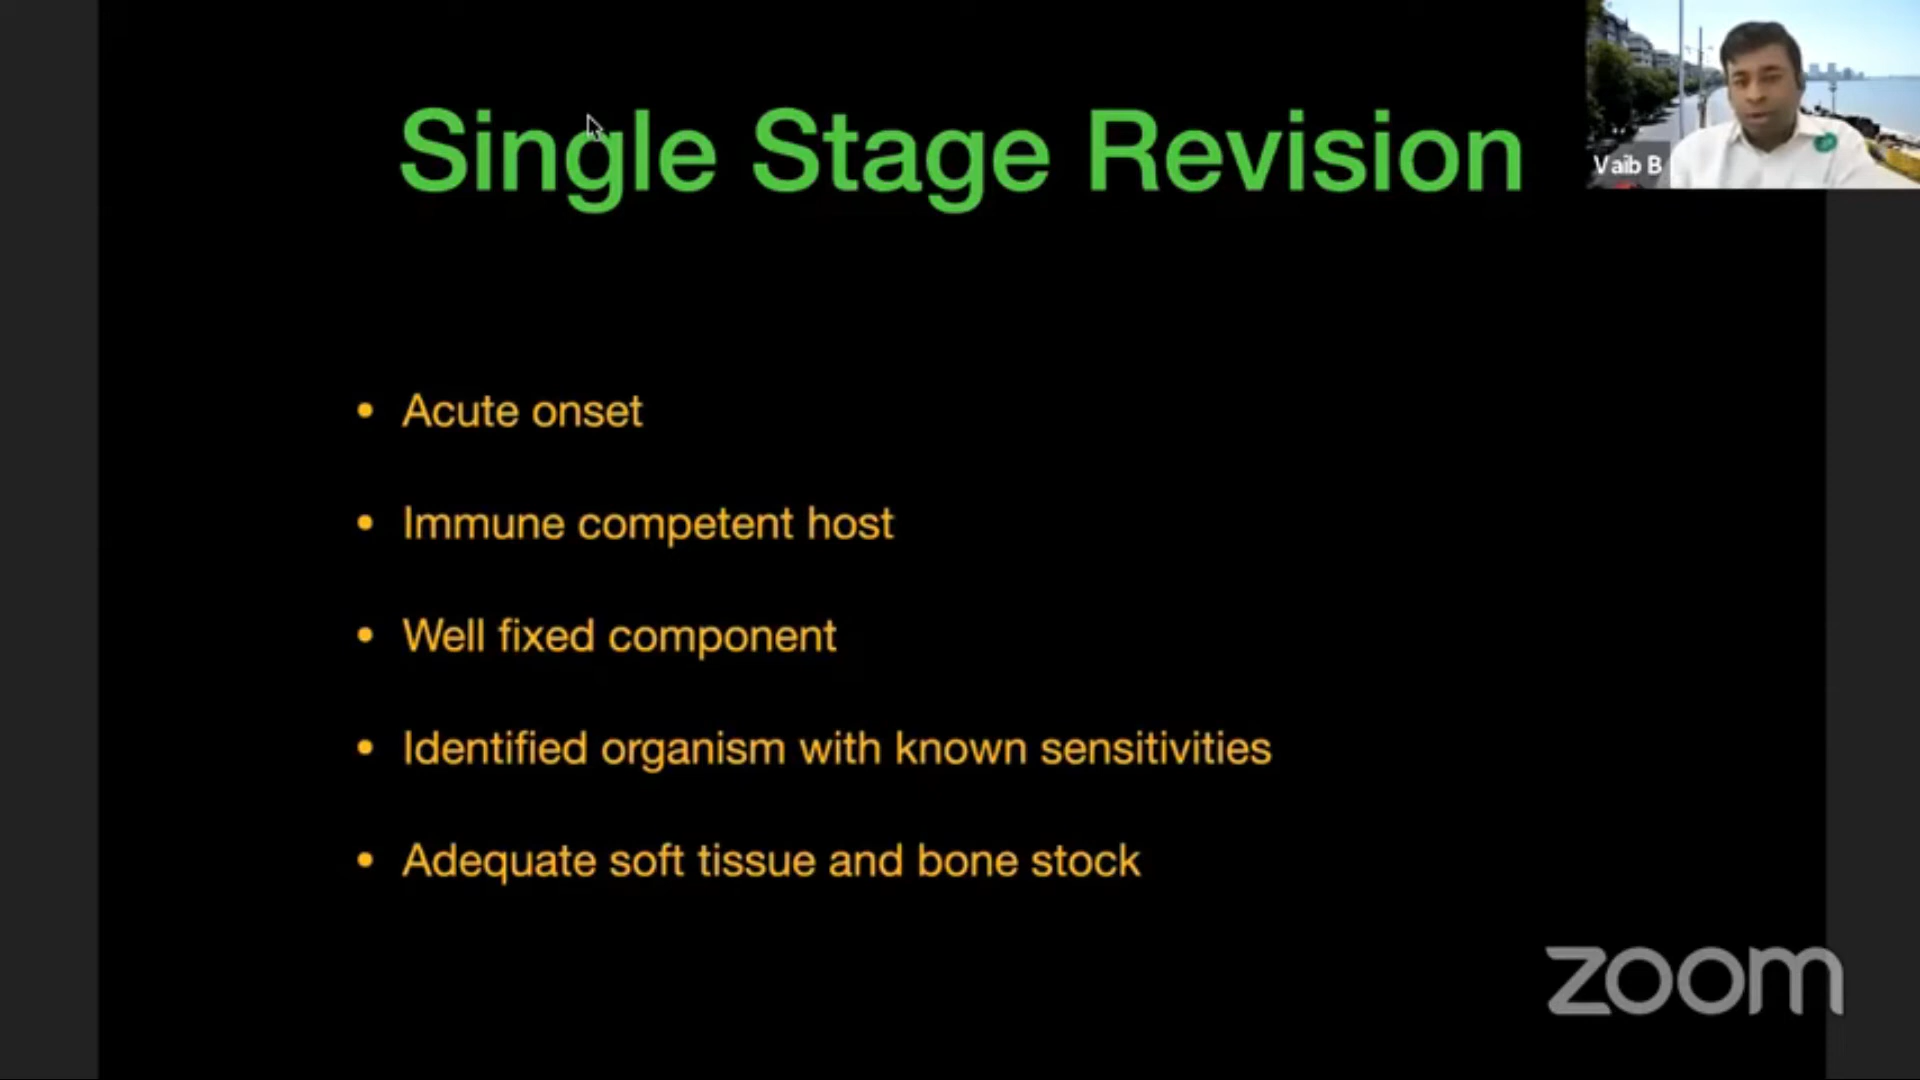 Single Stage Revision
Vaib B
• Acute onset
• Immune competent host
• Well fixed component
• Identified organism with known sensitivities
• Adequate soft tissue and bone stock
zoom